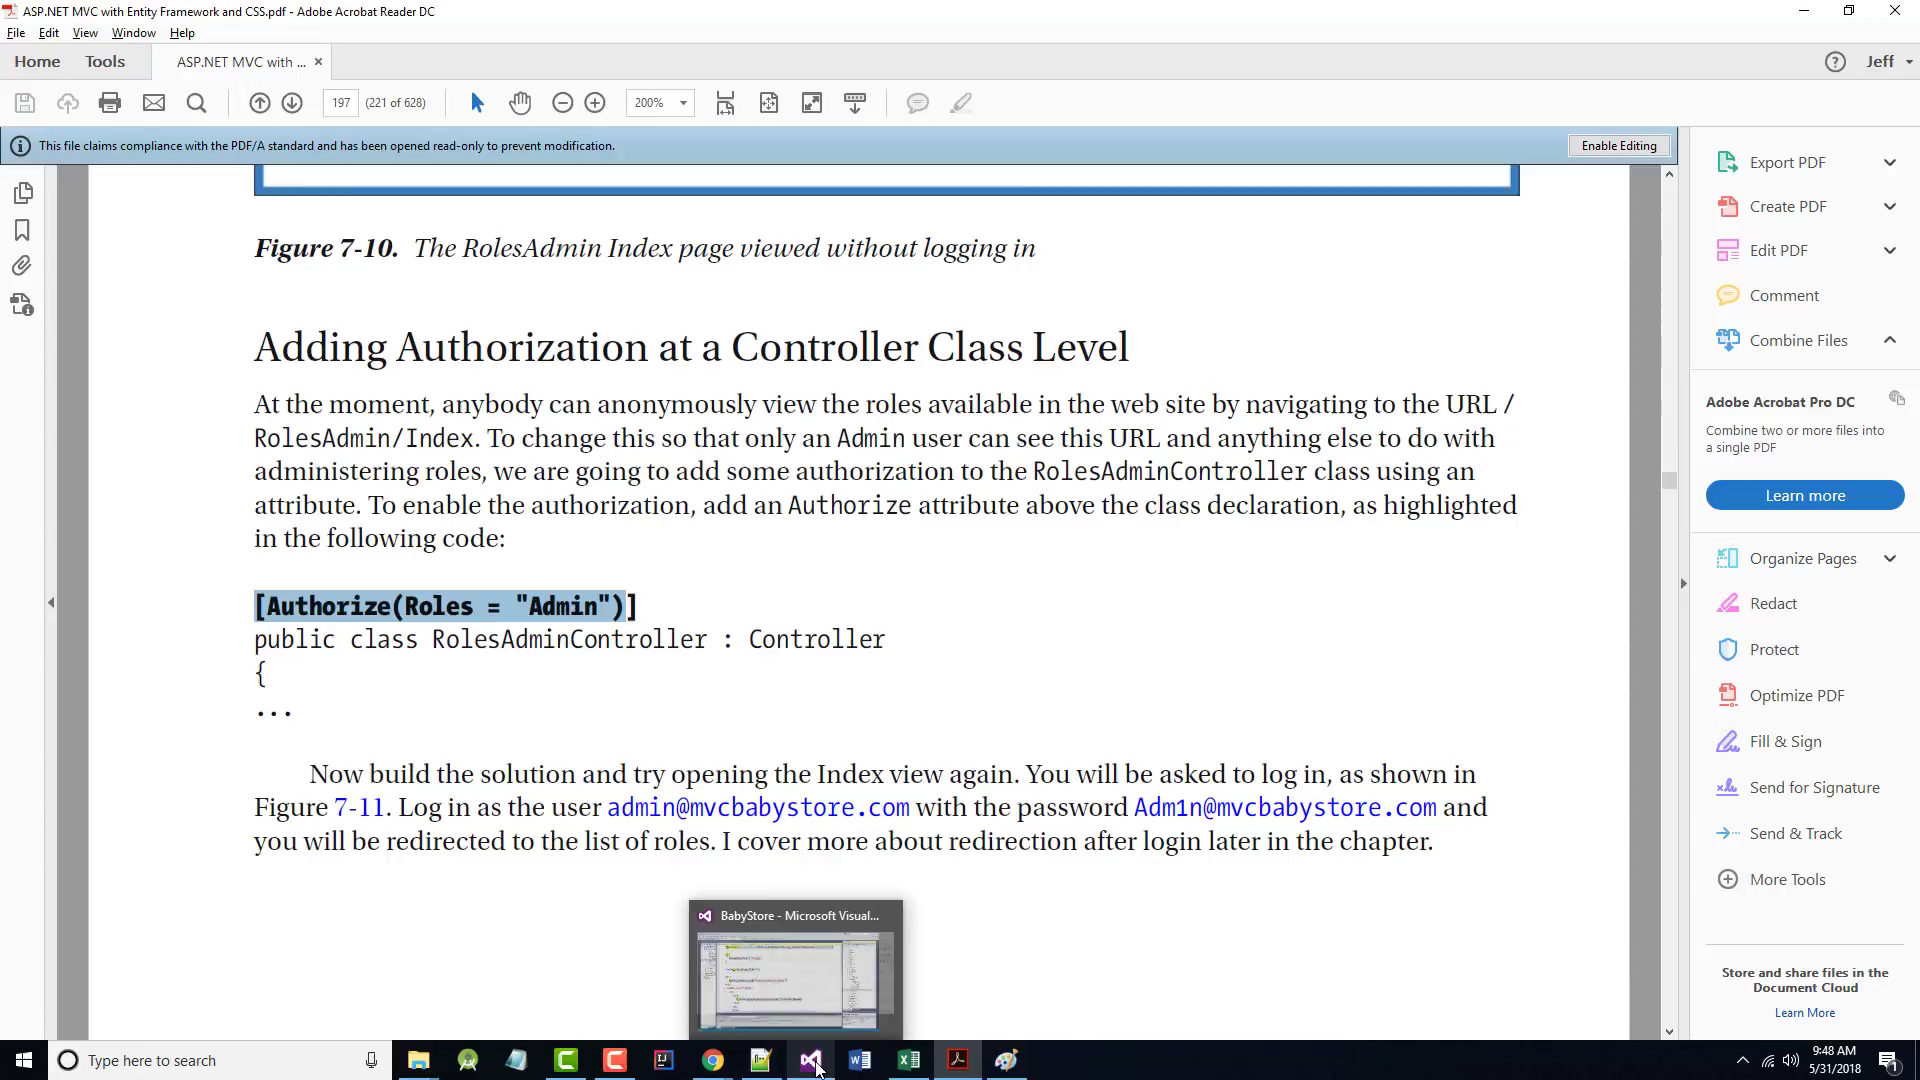 ASP.NET MVC with Entity Framework and CSS.pdf - Adobe Acrobat Reader DC
File Edit View Window Help
Home Tools ASP.NET MVC with ... × Jeff
197 (221 of 628) 200%
This file claims compliance with the PDF/A standard and has been opened read-only to prevent modification. Enable Editing
Figure 7-10. The RolesAdmin Index page viewed without logging in
Adding Authorization at a Controller Class Level
At the moment, anybody can anonymously view the roles available in the web site by navigating to the URL /
RolesAdmin/Index. To change this so that only an Admin user can see this URL and anything else to do with
administering roles, we are going to add some authorization to the RolesAdminController class using an
attribute. To enable the authorization, add an Authorize attribute above the class declaration, as highlighted
in the following code:
[Authorize(Roles = "Admin")]
public class RolesAdminController : Controller
{
...
Now build the solution and try opening the Index view again. You will be asked to log in, as shown in
Figure 7-11. Log in as the user admin@mvcbabystore.com with the password Adm1n@mvcbabystore.com and
you will be redirected to the list of roles. I cover more about redirection after login later in the chapter.
BabyStore - Microsoft Visual...
Export PDF
Create PDF
Edit PDF
Comment
Combine Files
Adobe Acrobat Pro DC
Combine two or more files into
a single PDF
Learn more
Organize Pages
Redact
Protect
Optimize PDF
Fill & Sign
Send for Signature
Send & Track
More Tools
Store and share files in the
Document Cloud
Learn More
Type here to search
9:48 AM
5/31/2018